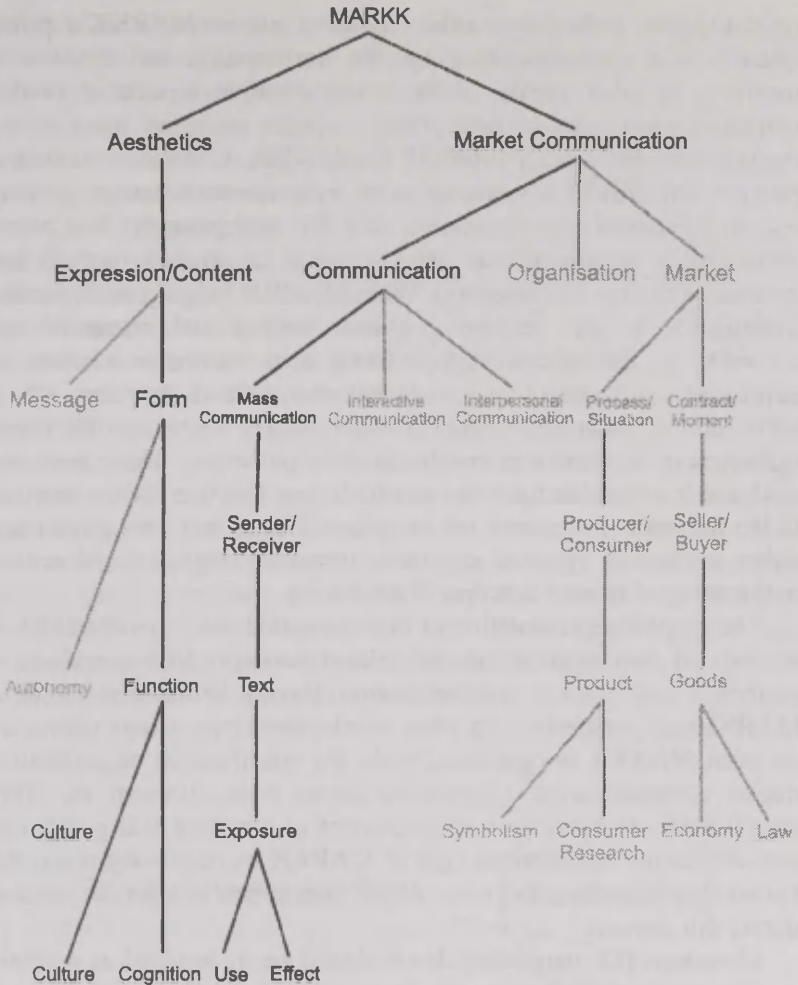 MARKK
Aesthetics Market Communication
Expression/Content Communication Organisation Market
Message Form Mass Communication Interactive Communication Interpersonal Communication Process/ Situation Contract/ Moment
Sender/ Receiver Producer/ Consumer Seller/ Buyer
Autonomy Function Text Product Goods
Culture Exposure Symbolism Consumer Research Economy Law
Culture Cognition Use Effect